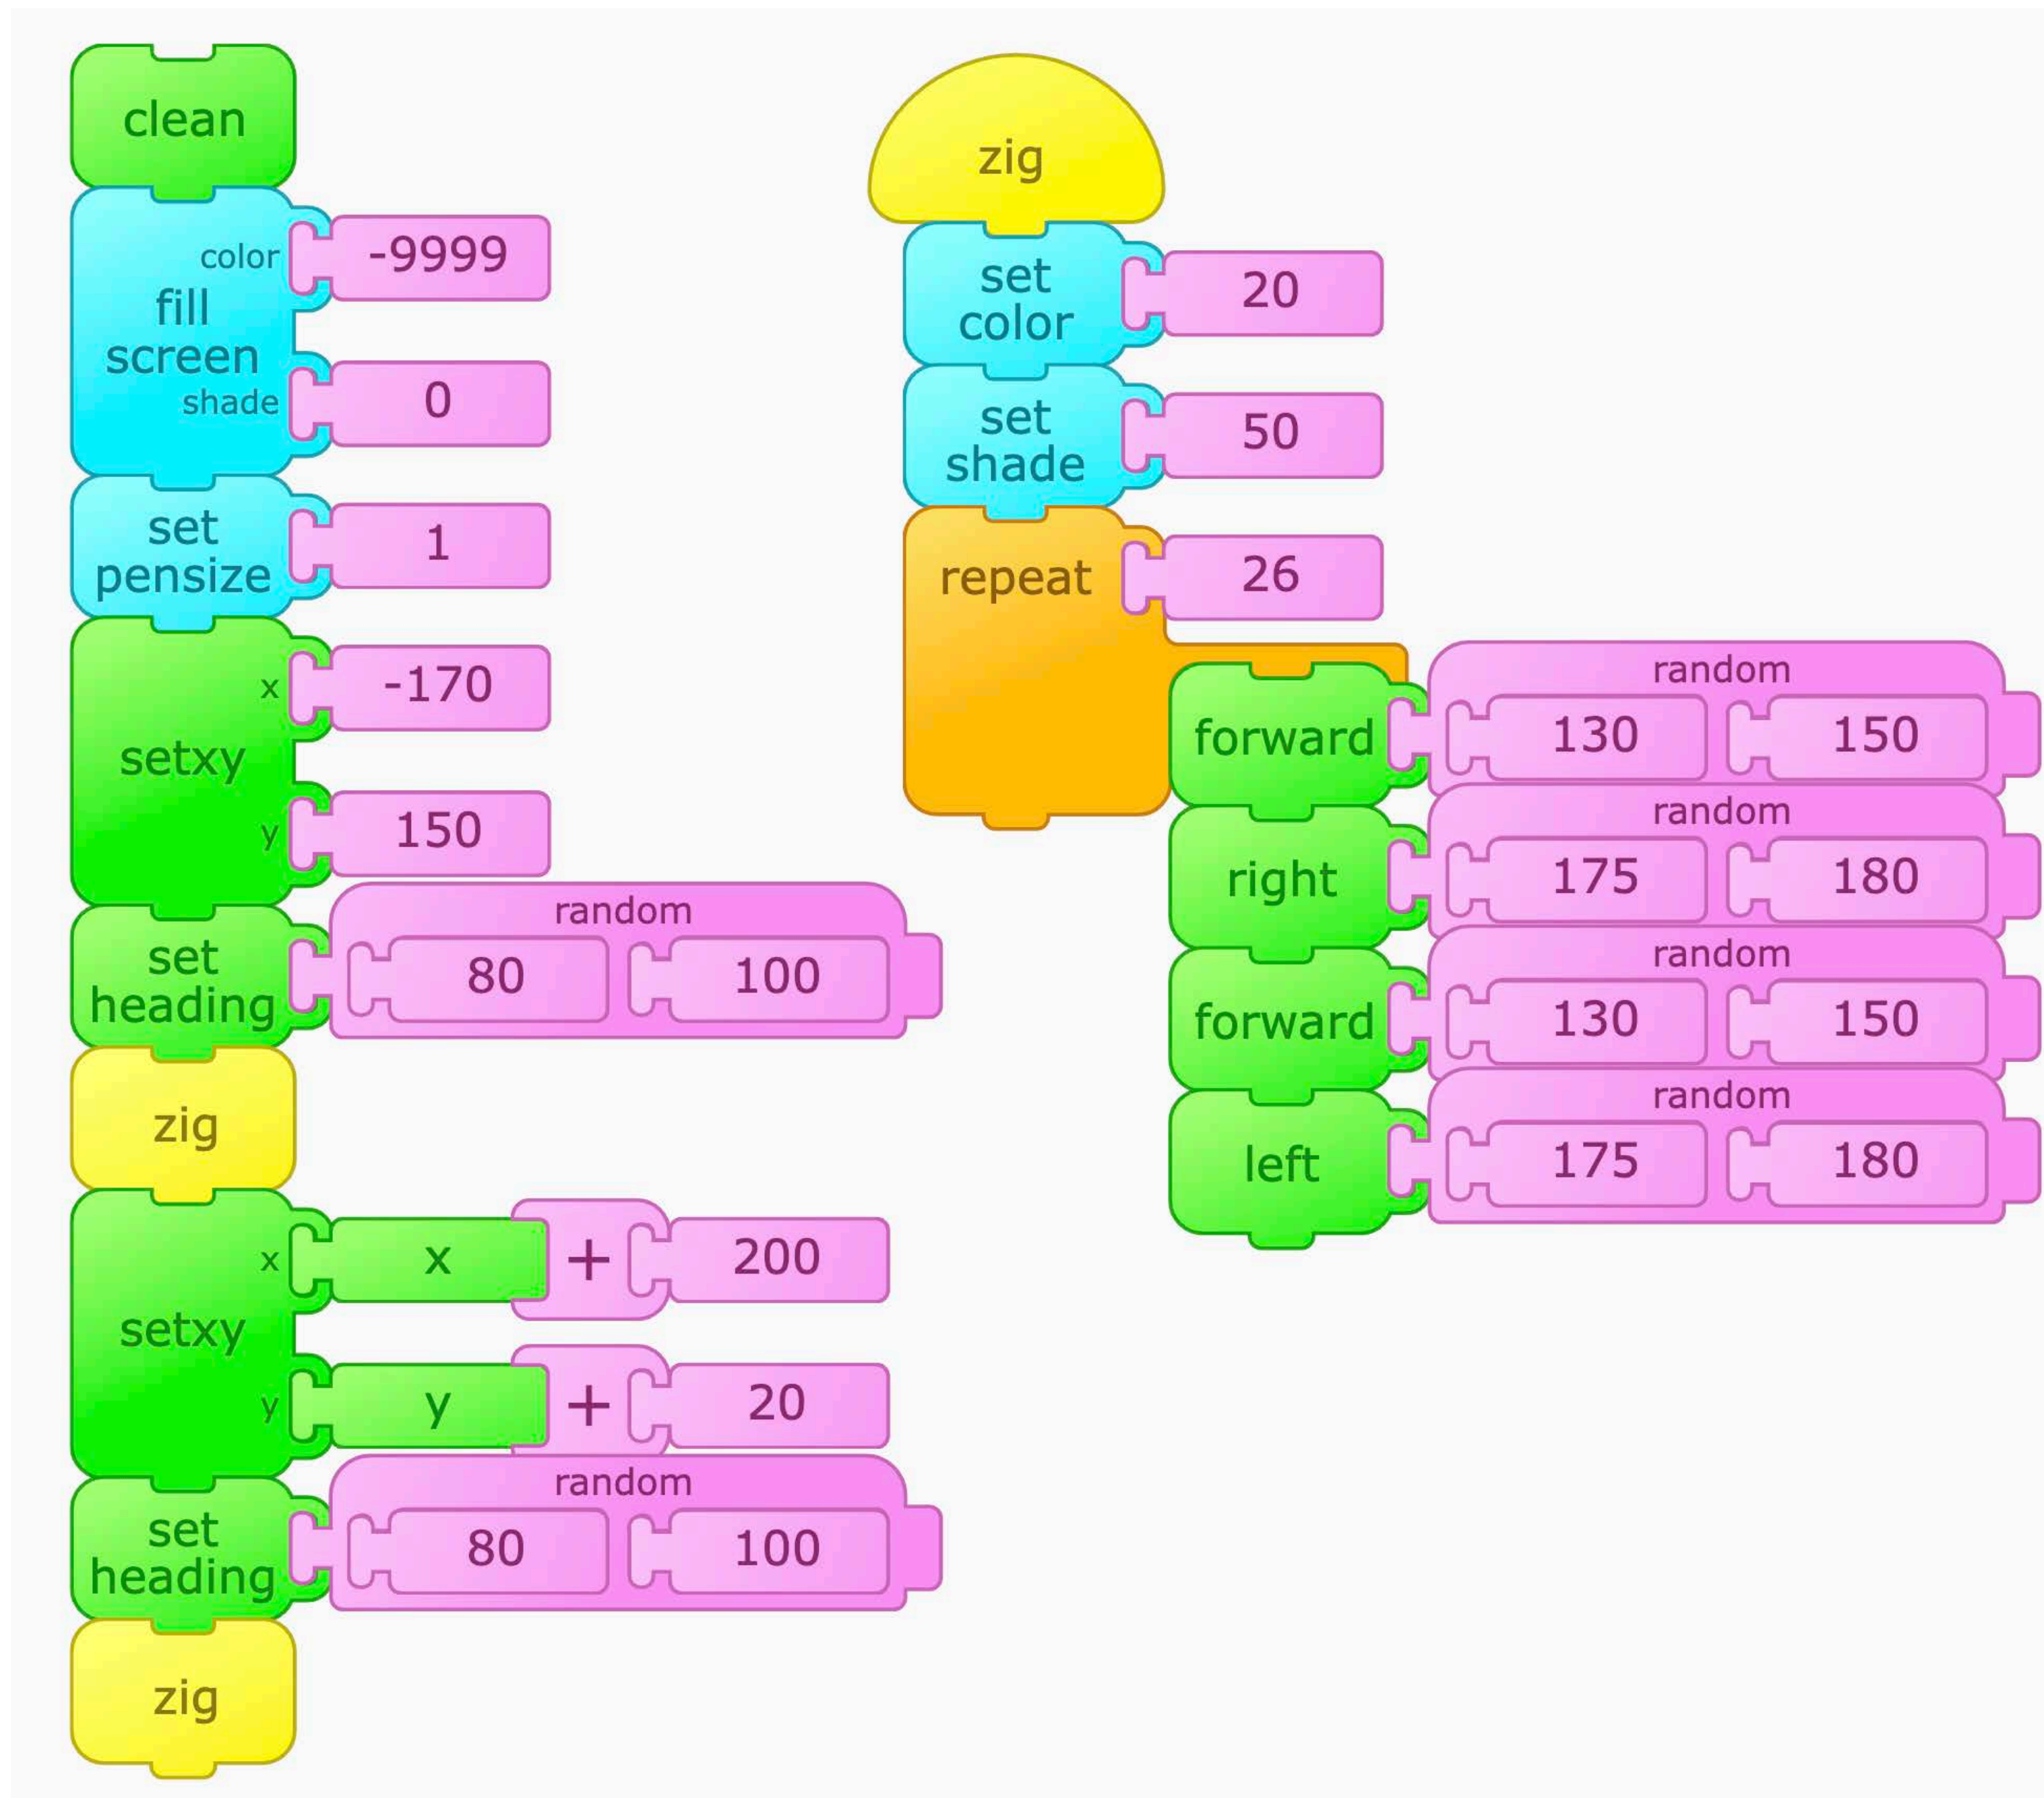 clean
color
-9999
fill
screen
shade
0
set
pensize
1
x
-170
setxy
y
150
random
set
heading
80 100
zig
x
x + 200
setxy
y
y + 20
random
set
heading
80 100
zig
zig
set
color
20
set
shade
50
repeat
26
random
forward 130 150
random
right 175 180
random
forward 130 150
random
left 175 180